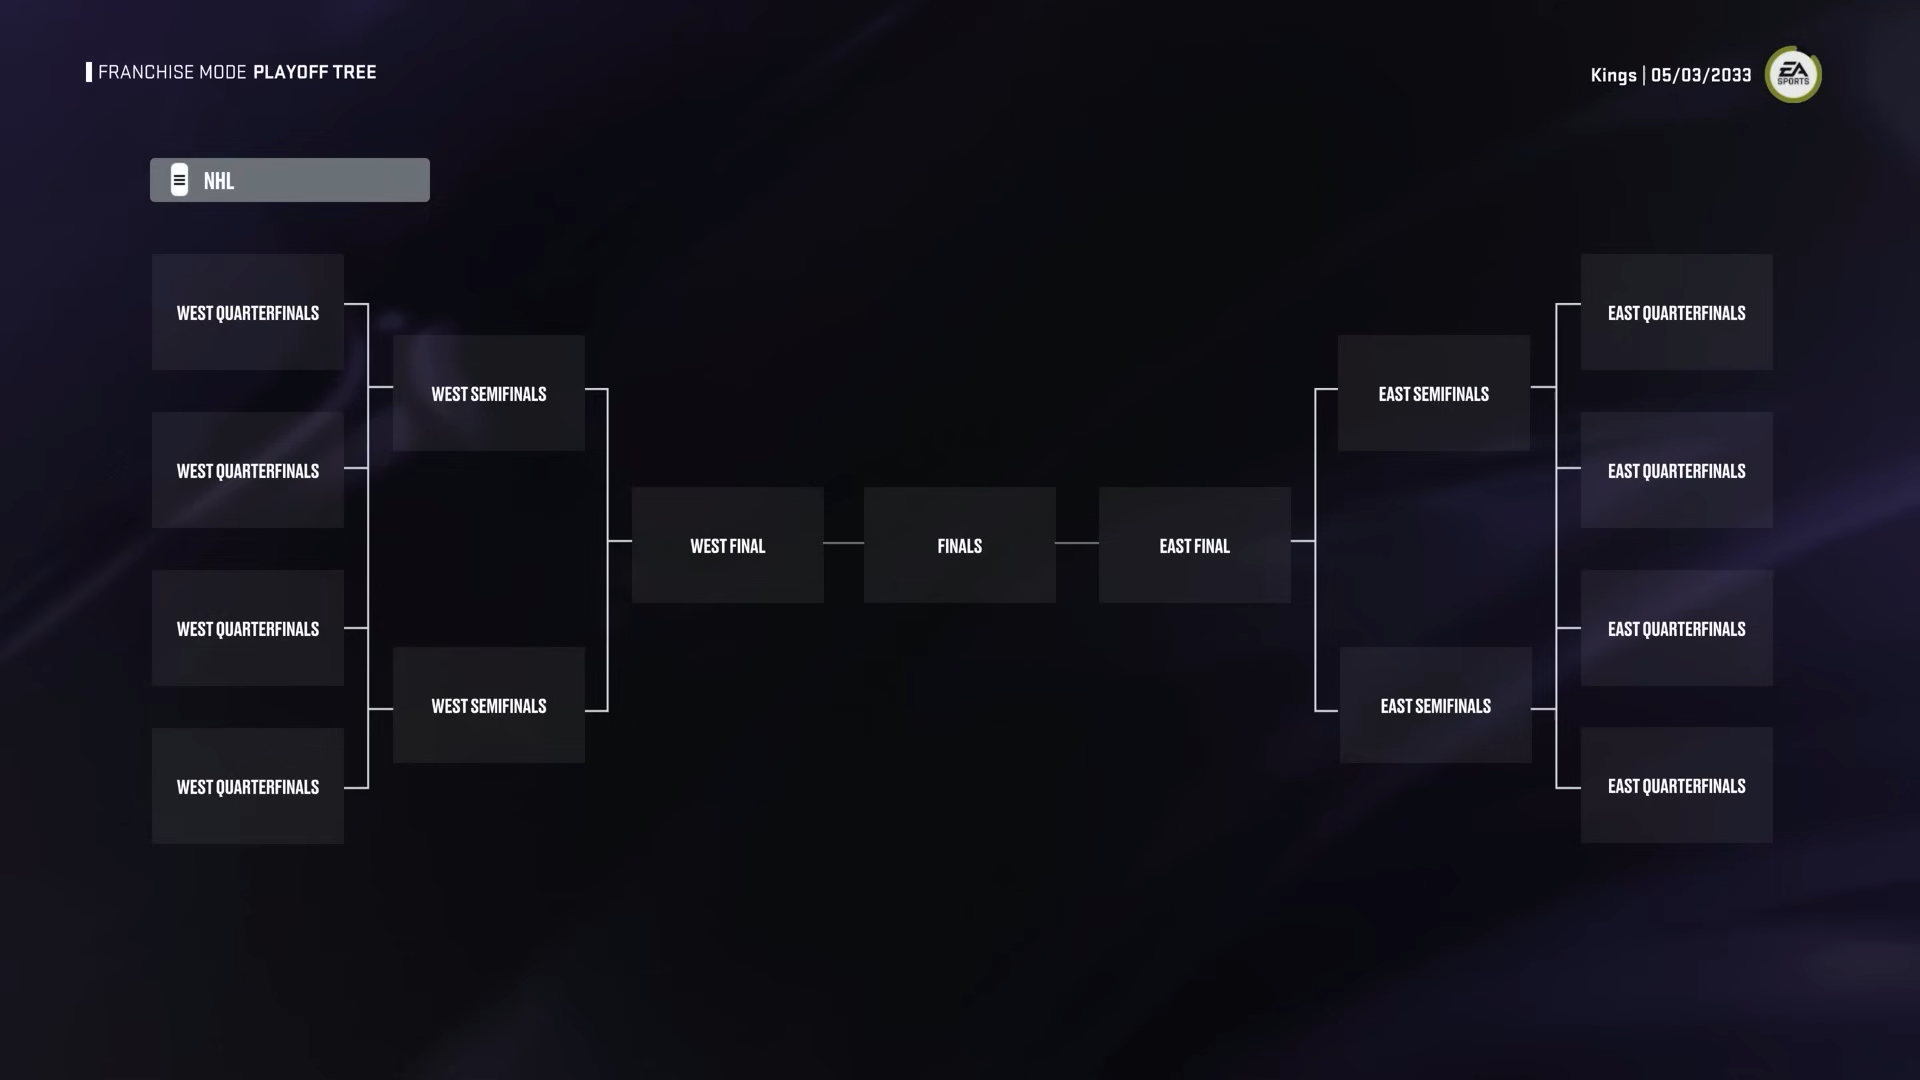 FRANCHISE MODE PLAYOFF TREE
Kings | 05/03/2033
EA SPORTS
NHL
WEST QUARTERFINALS
WEST QUARTERFINALS
WEST QUARTERFINALS
WEST QUARTERFINALS
WEST SEMIFINALS
WEST SEMIFINALS
WEST FINAL
FINALS
EAST FINAL
EAST SEMIFINALS
EAST SEMIFINALS
EAST QUARTERFINALS
EAST QUARTERFINALS
EAST QUARTERFINALS
EAST QUARTERFINALS